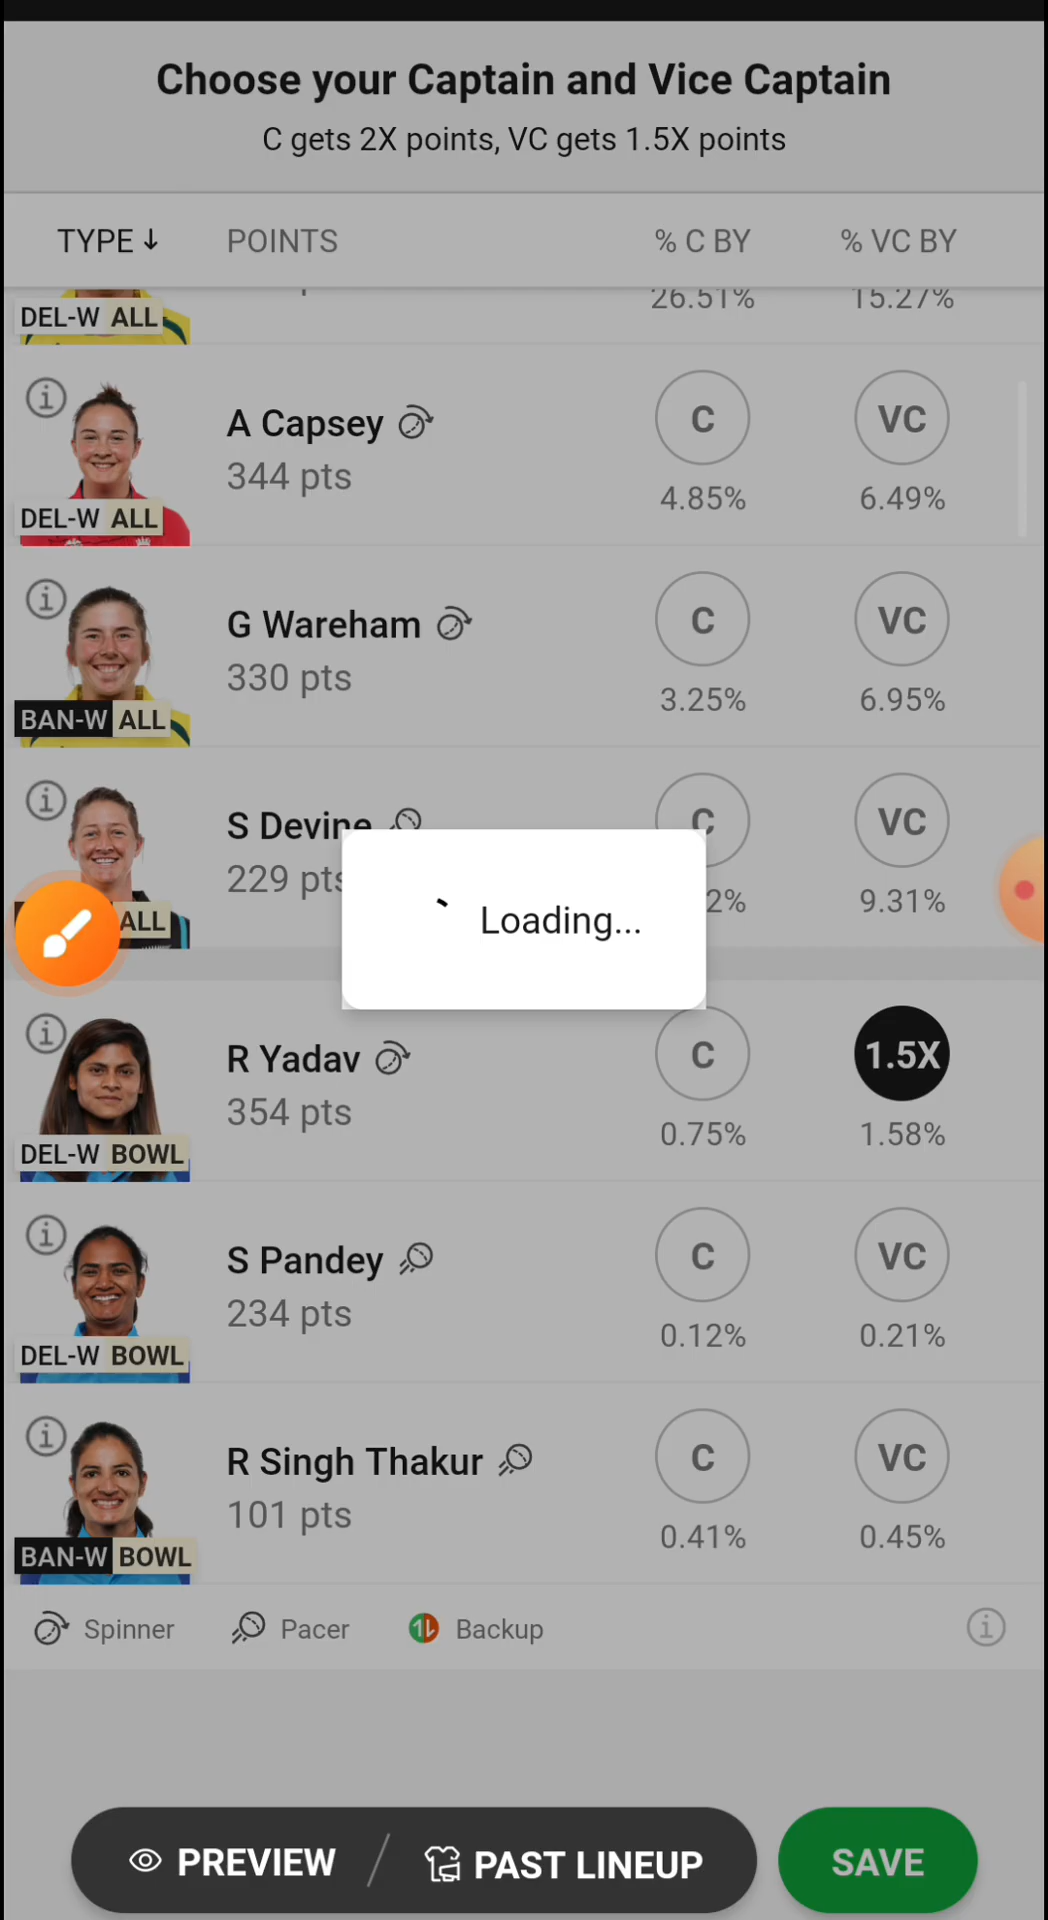 Choose your Captain and Vice Captain
C gets 2X points, VC gets 1.5X points
TYPE ↓ POINTS % C BY % VC BY
26.51% 15.27%
DEL-W ALL
A Capsey C VC
344 pts
4.85% 6.49%
DEL-W ALL
G Wareham C VC
330 pts
3.25% 6.95%
BAN-W ALL
S Devine C VC
229 pts
2% 9.31%
ALL
Loading...
R Yadav C 1.5X
354 pts
0.75% 1.58%
DEL-W BOWL
S Pandey C VC
234 pts
0.12% 0.21%
DEL-W BOWL
R Singh Thakur C VC
101 pts
0.41% 0.45%
BAN-W BOWL
Spinner Pacer Backup
PREVIEW / PAST LINEUP SAVE